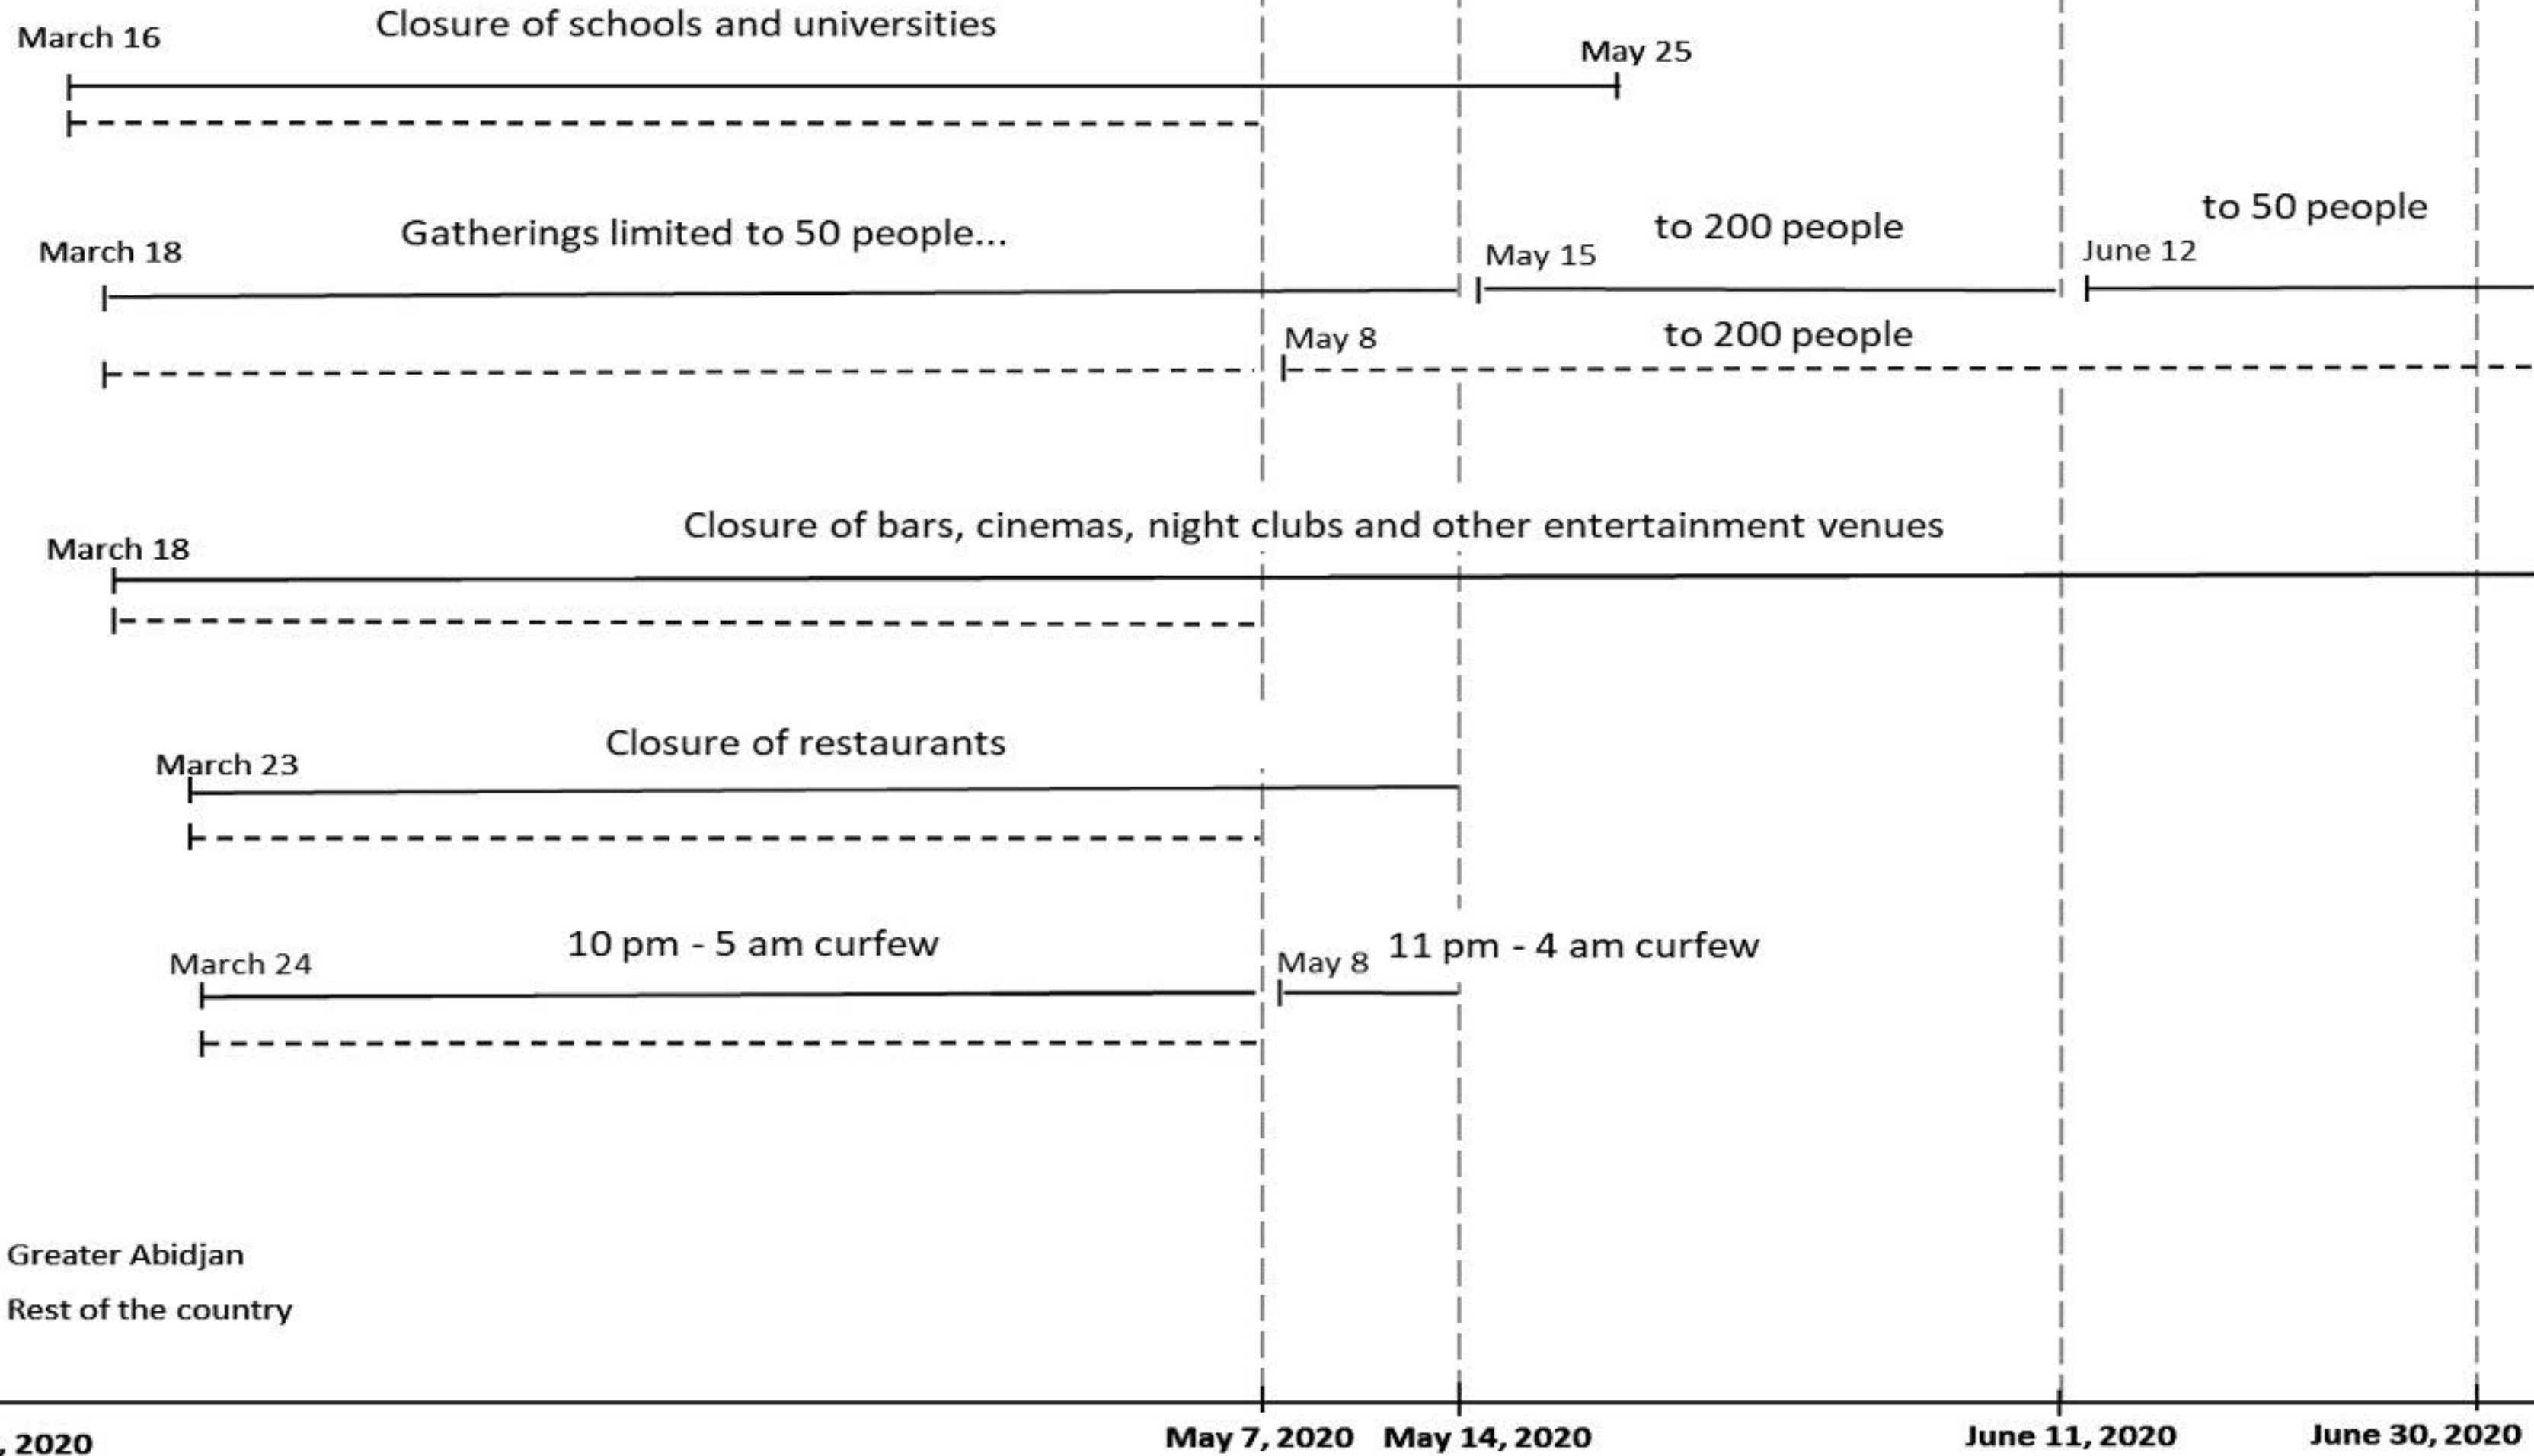 Closure of schools and universities
March 16
May 25
to 50 people
to 200 people
Gatherings limited to 50 people...
March 18
May 15
June 12
May 8
to 200 people
Closure of bars, cinemas, night clubs and other entertainment venues
March 18
Closure of restaurants
March 23
10 pm - 5 am curfew
11 pm - 4 am curfew
March 24
May 8
Greater Abidjan
Rest of the country
, 2020
May 7, 2020
May 14, 2020
June 11, 2020
June 30, 2020